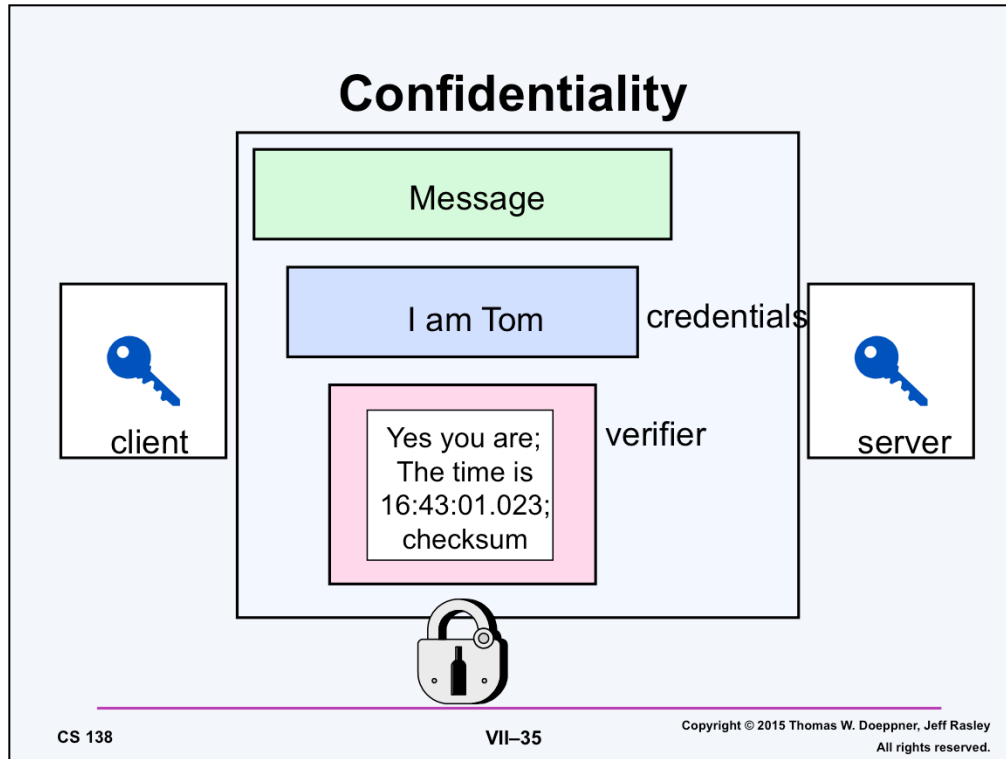 Confidentiality
Message
I am Tom
credentials
Yes you are;
The time is
16:43:01.023;
checksum
verifier
client
server
CS 138
VII–35
Copyright © 2015 Thomas W. Doeppner, Jeff Rasley
All rights reserved.